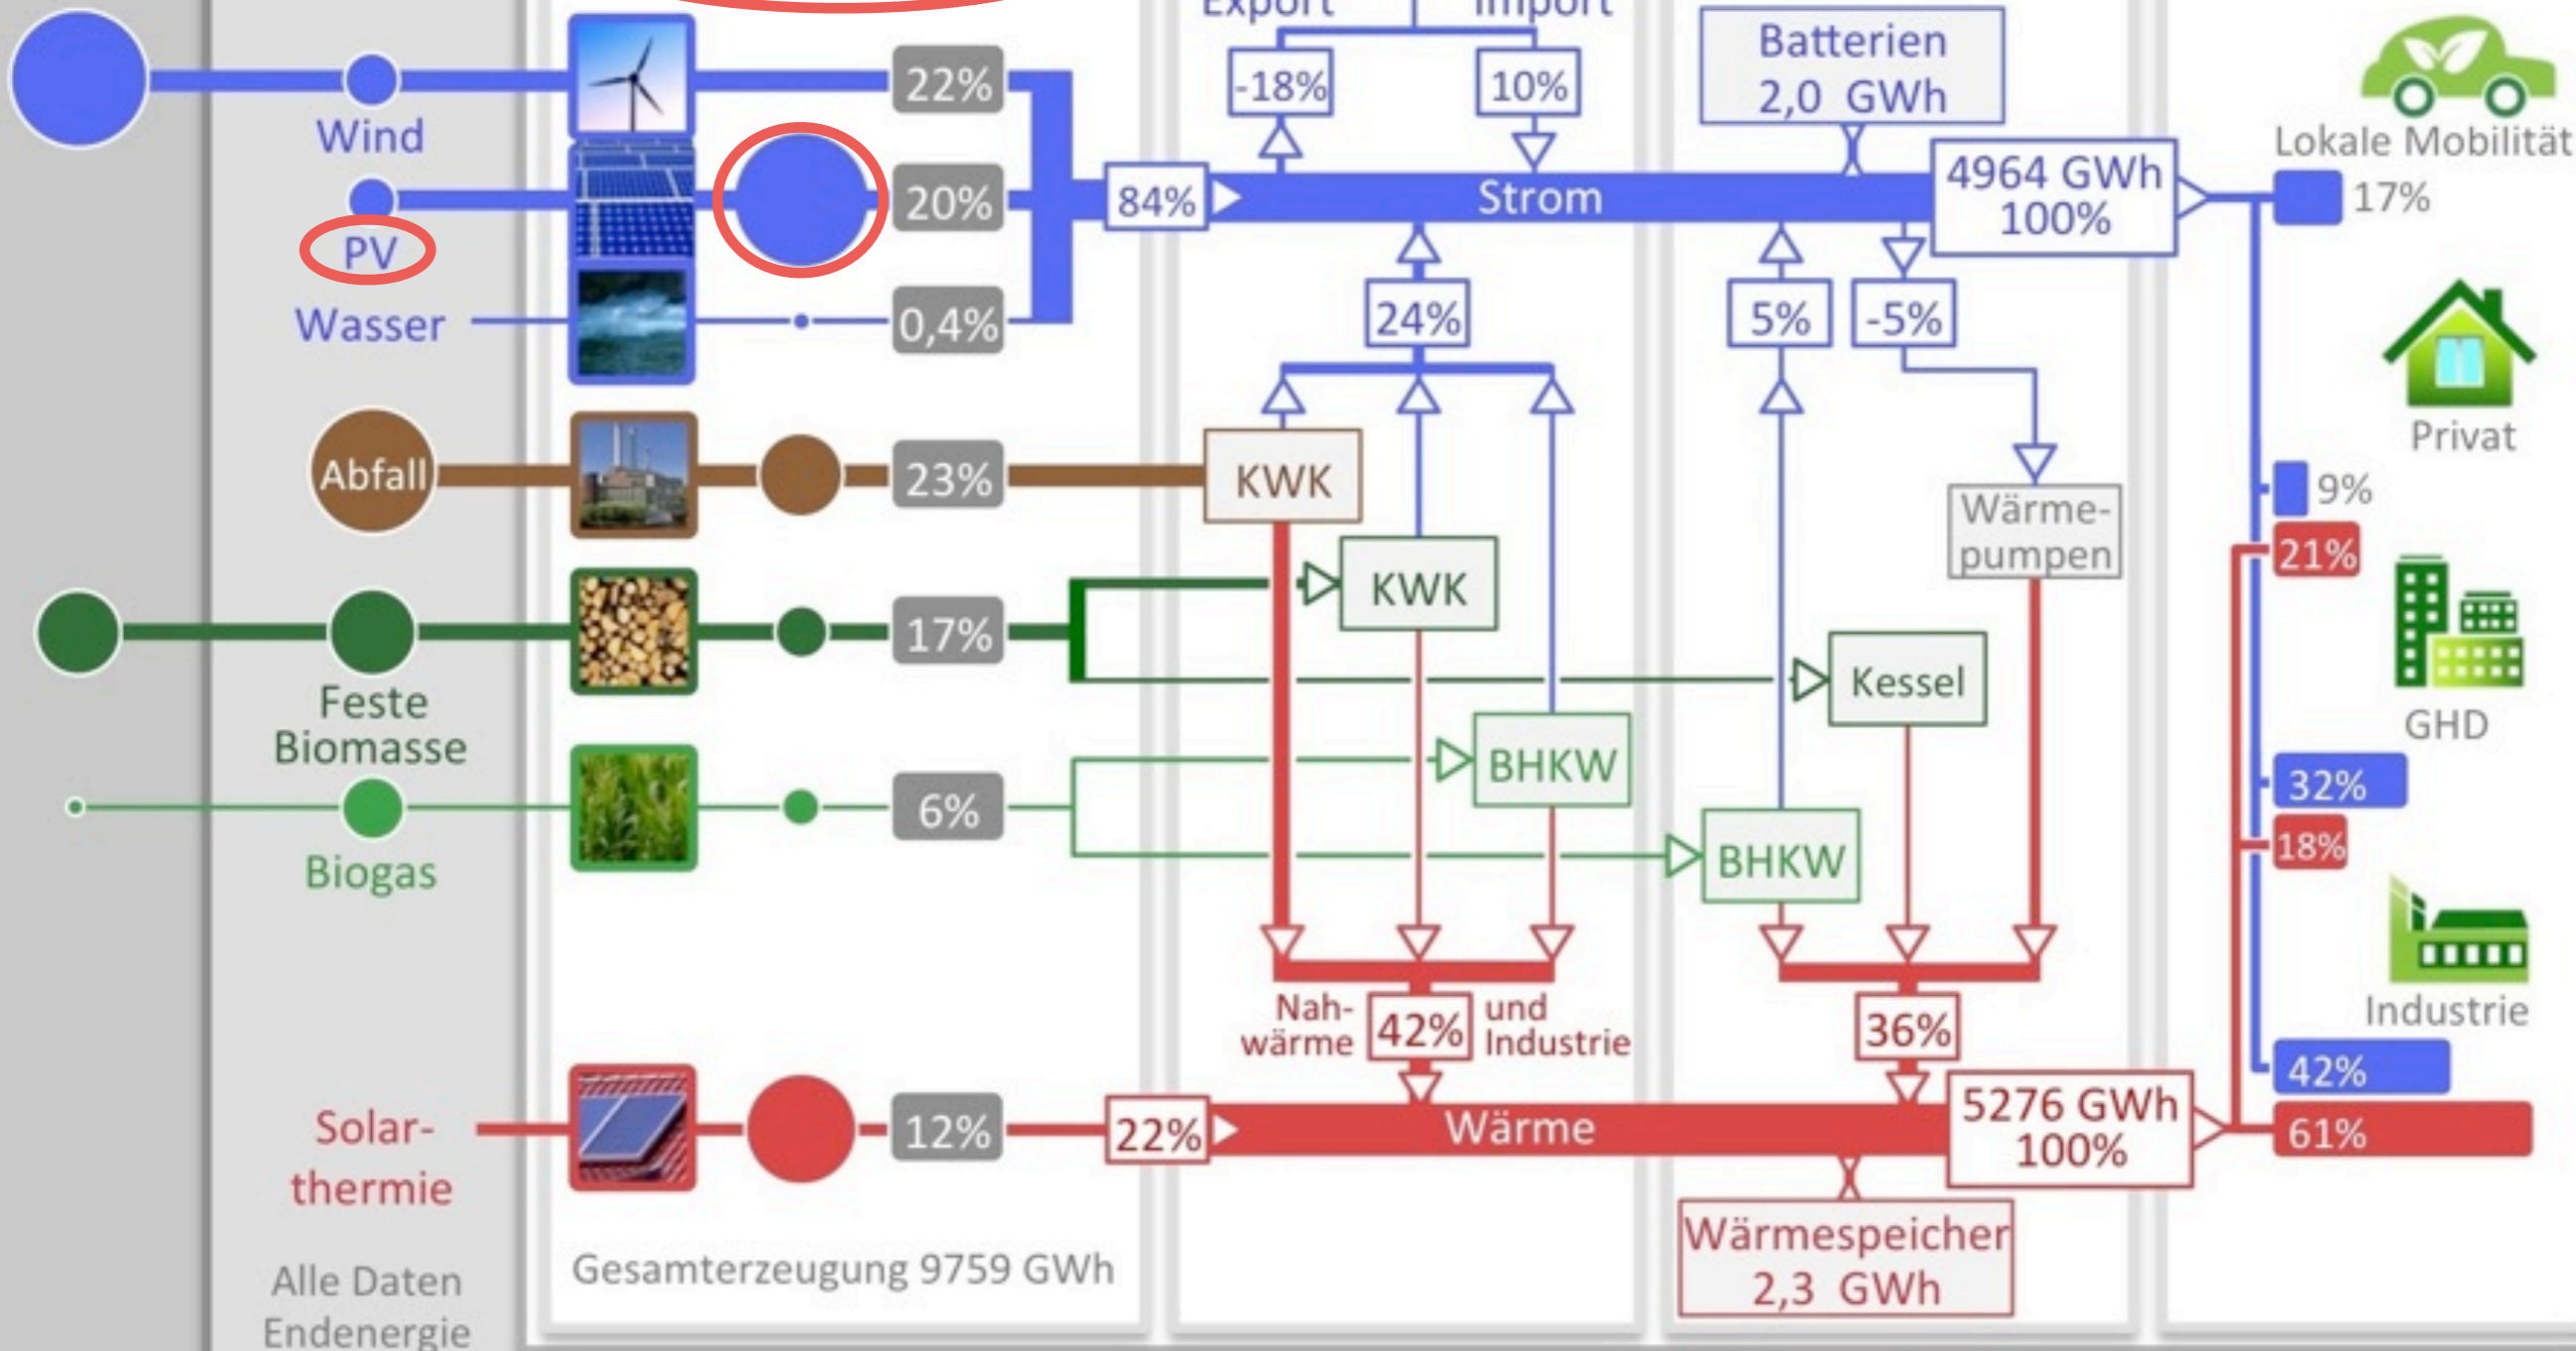 Export
Import
Batterien
2,0 GWh
Wind
22%
-18%
10%
Lokale Mobilität
17%
PV
20%
84%
Strom
4964 GWh
100%
Wasser
0,4%
24%
5%
-5%
Privat
9%
21%
Abfall
23%
KWK
Wärme-
pumpen
Feste
Biomasse
17%
KWK
Kessel
GHD
32%
18%
Biogas
6%
BHKW
BHKW
Industrie
42%
61%
Nah-
wärme
42%
und
Industrie
36%
Solar-
thermie
12%
22%
Wärme
5276 GWh
100%
Wärmespeicher
2,3 GWh
Gesamterzeugung 9759 GWh
Alle Daten
Endenergie